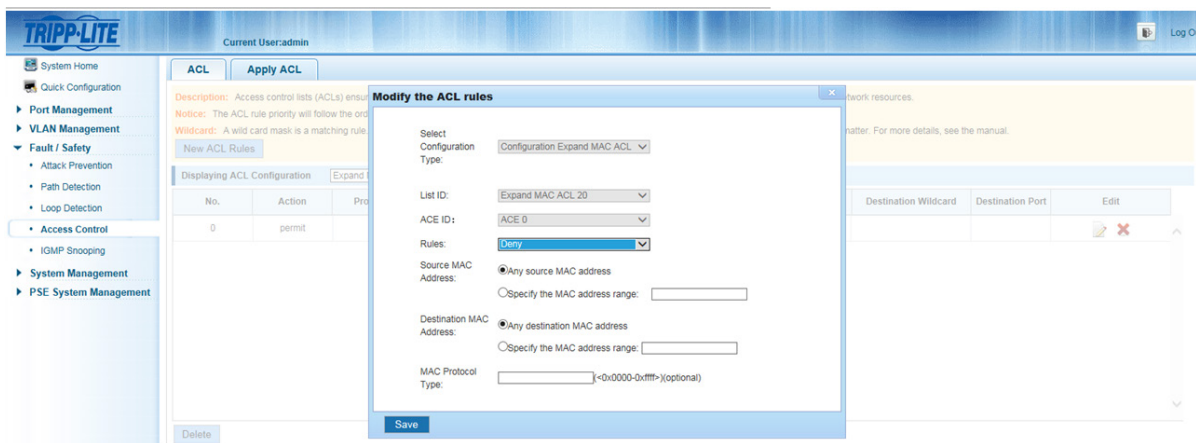 TRIPP·LITE
Current User:admin
Log O
System Home
Quick Configuration
Port Management
VLAN Management
Fault / Safety
Attack Prevention
Path Detection
Loop Detection
Access Control
IGMP Snooping
System Management
PSE System Management
ACL
Apply ACL
Description: Access control lists (ACLs) ensur
twork resources.
Notice: The ACL rule priority will follow the ord
Wildcard: A wild card mask is a matching rule,
matter. For more details, see the manual.
New ACL Rules
Displaying ACL Configuration
Expand
No.
Action
Pro
Destination Wildcard
Destination Port
Edit
0
permit
Modify the ACL rules
Select Configuration Type:
Configuration Expand MAC ACL
List ID:
Expand MAC ACL 20
ACE ID:
ACE 0
Rules:
Deny
Source MAC Address:
Any source MAC address
Specify the MAC address range:
Destination MAC Address:
Any destination MAC address
Specify the MAC address range:
MAC Protocol Type:
(<0x0000-0xffff>)(optional)
Save
Delete